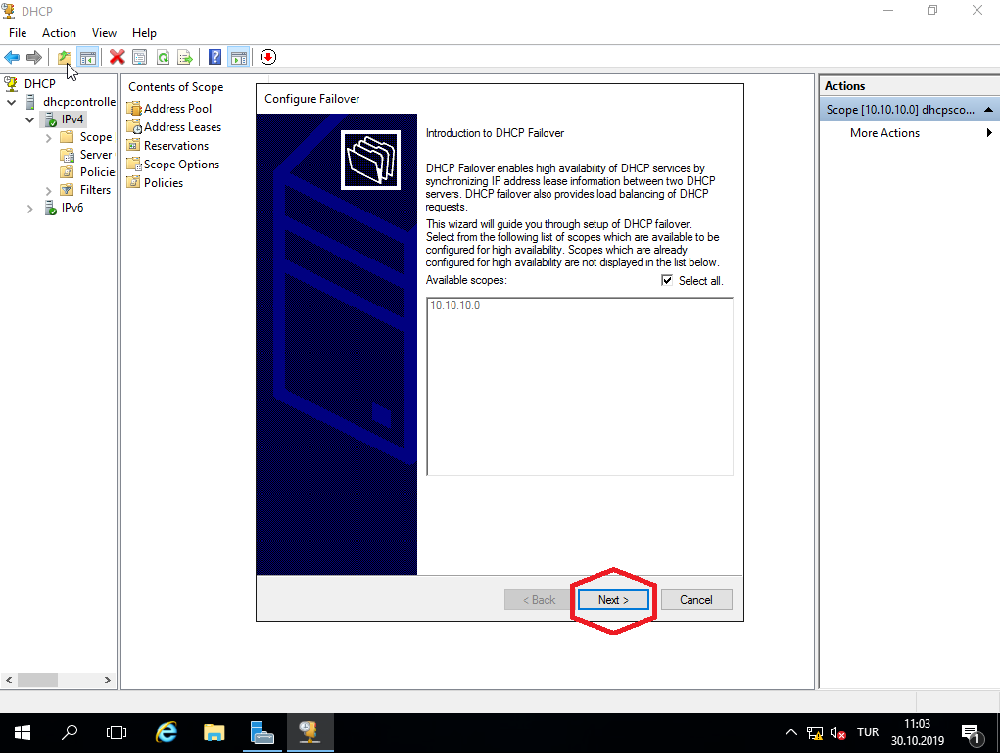 DHCP
File Action View Help
DHCP
dhcpcontrolle
IPv4
Scope
Server
Policie
Filters
IPv6
Contents of Scope
Address Pool
Address Leases
Reservations
Scope Options
Policies
Configure Failover
Introduction to DHCP Failover
DHCP Failover enables high availability of DHCP services by
synchronizing IP address lease information between two DHCP
servers. DHCP failover also provides load balancing of DHCP
requests.
This wizard will guide you through setup of DHCP failover.
Select from the following list of scopes which are available to be
configured for high availability. Scopes which are already
configured for high availability are not displayed in the list below.
Available scopes:
Select all.
10.10.10.0
< Back
Next >
Cancel
Actions
Scope [10.10.10.0] dhcpsco...
More Actions
TUR
11:03
30.10.2019
1